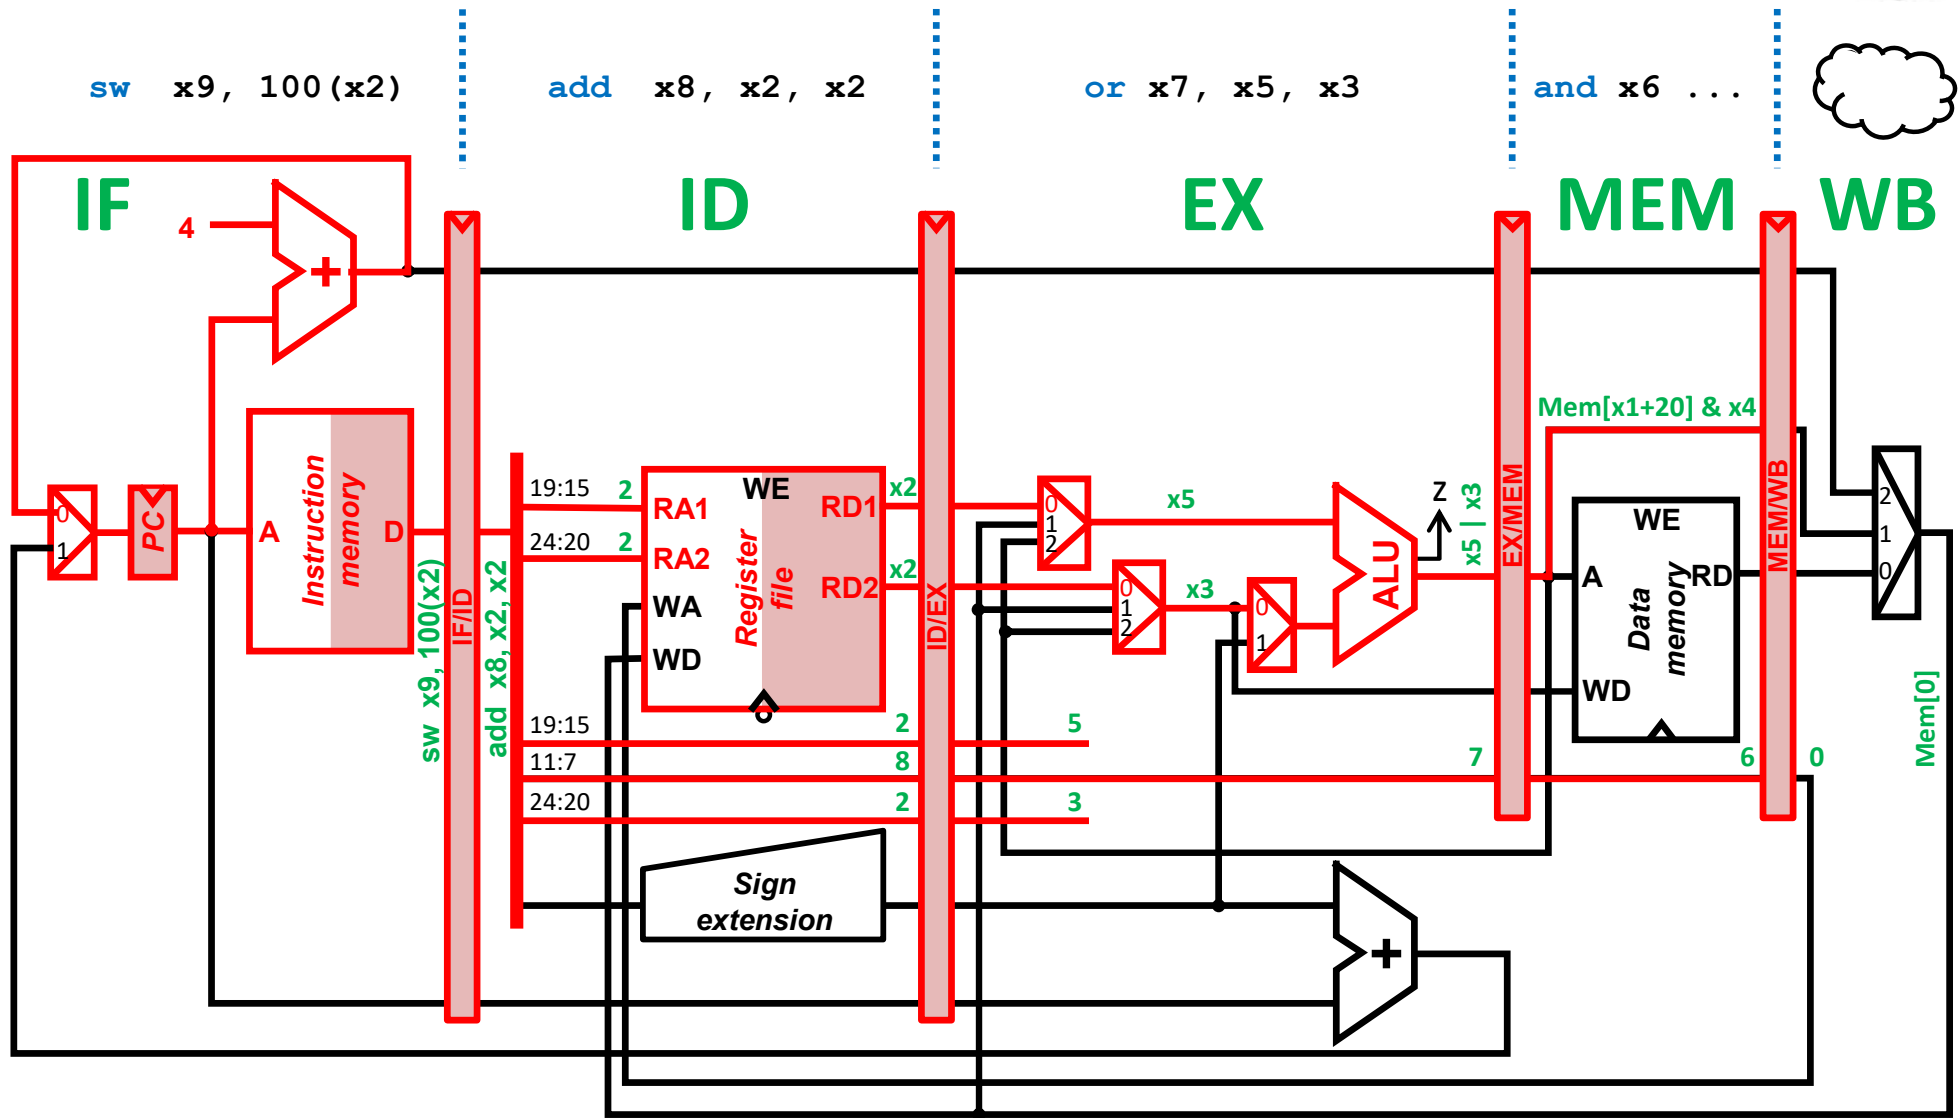 sw x9, 100(x2)
add x8, x2, x2
or x7, x5, x3
and x6 ...
IF
ID
EX
MEM
WB
4
+
Mem[x1+20] & x4
0
1
PC
A
Instruction
memory
D
sw x9, 100(x2)
IF/ID
add x8, x2, x2
19:15
2
24:20
2
RA1
RA2
WA
WD
WE
Register
file
RD1
RD2
x2
x2
ID/EX
19:15
2
5
11:7
8
7
6
0
24:20
2
3
0
1
2
0
1
2
x5
x3
0
1
ALU
Z
x5 | x3
EX/MEM
A
WE
RD
Data
memory
WD
MEM/WB
2
1
0
Mem[0]
Sign
extension
+